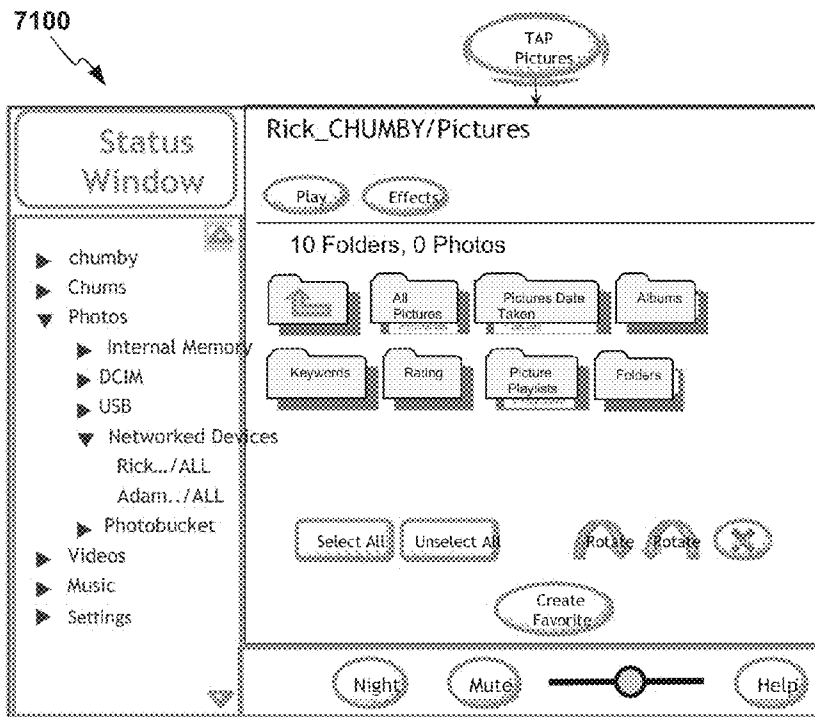 7100
TAP
Pictures
Status
Window
Rick_CHUMBY/Pictures
Play
Effects
10 Folders, 0 Photos
chumby
Chums
Photos
Internal Memory
DCIM
USB
Networked Devices
Rick.../ALL
Adam../ALL
Photobucket
Videos
Music
Settings
All
Pictures
Pictures Date
Taken
Albums
Keywords
Rating
Picture
Playlists
Folders
Select All
Unselect All
Rotate
Rotate
X
Create
Favorite
Night
Mute
Help